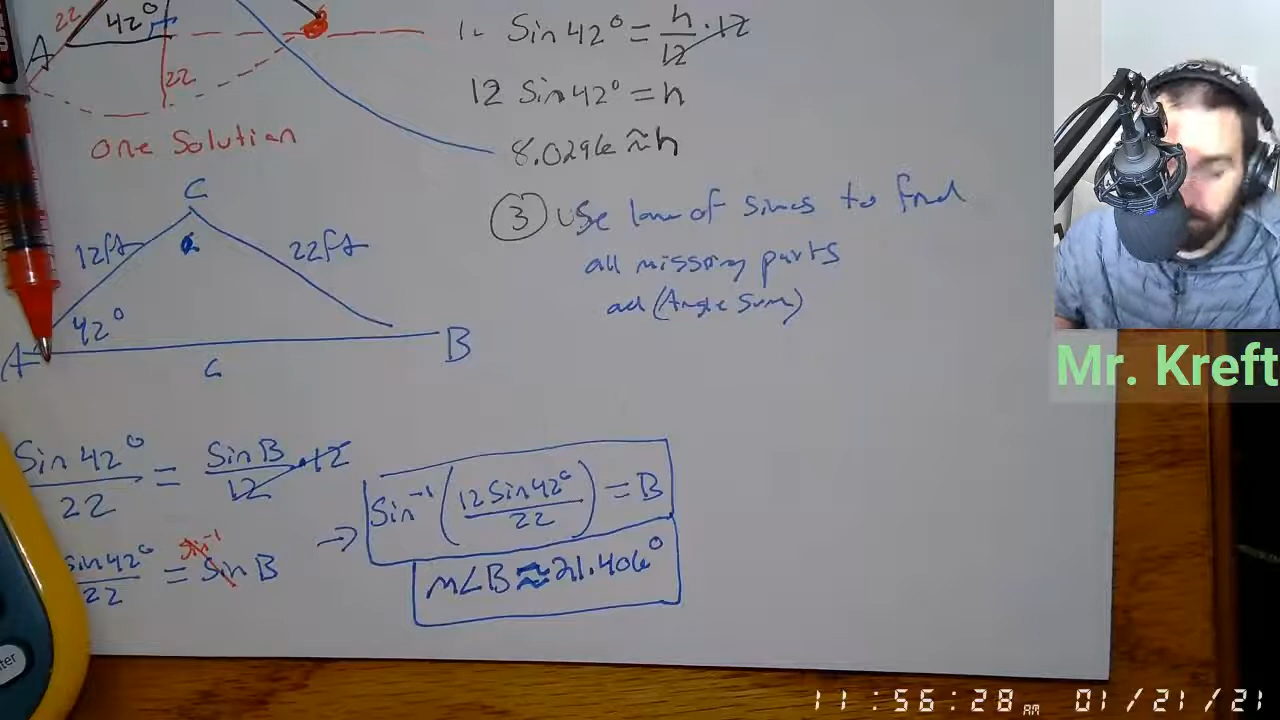 22
42°
A
22
one Solution
Sin 42° = h/12 · 12
12 Sin 42° = h
8.0296 ≈ h
③ Use law of sines to find
all missing parts
and (Angle Sum)
C
12ft
22ft
42°
A
B
c
Sin 42°/22 = Sin B/12 · 12
sin 42°/22 = sin⁻¹ Sin B
→ Sin⁻¹(12 Sin 42°/22) = B
m∠B ≈ 21.406°
Mr. Kreft
11:56:28 AM 01/21/21